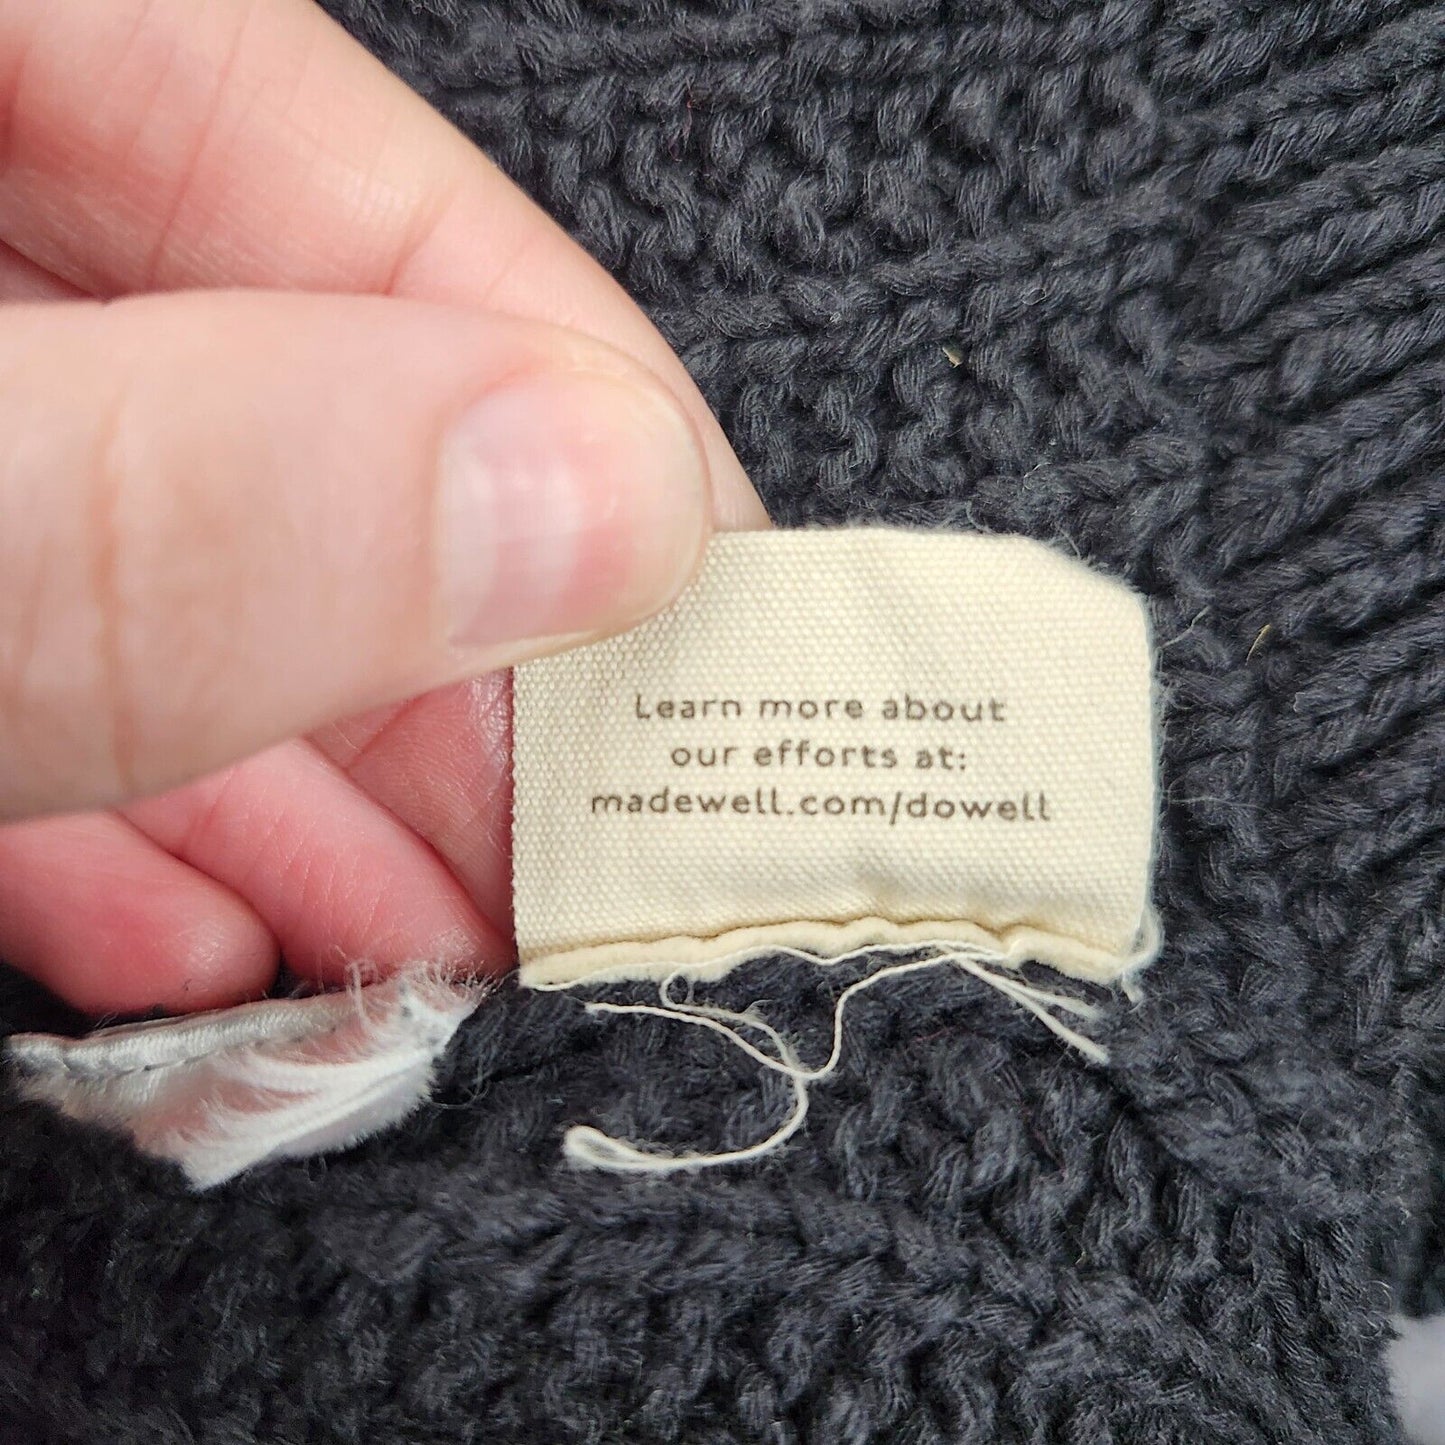 Learn more about
our efforts at:
madewell.com/dowell